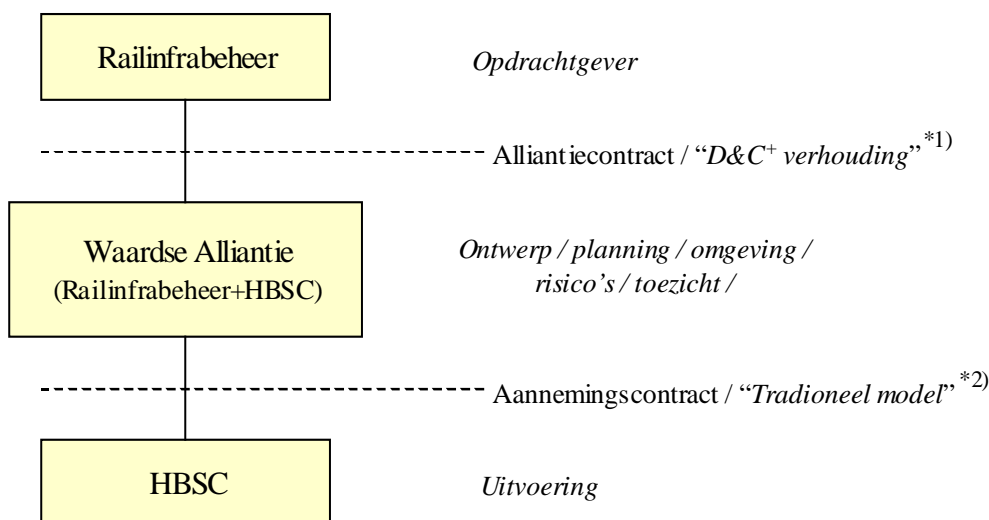 Railinfrabeheer
Opdrachtgever
Alliantiecontract / “D&C⁺ verhouding” *1)
Waardse Alliantie
(Railinfrabeheer+HBSC)
Ontwerp / planning / omgeving /
risico’s / toezicht /
Aannemingscontract / “Tradioneel model” *2)
HBSC
Uitvoering